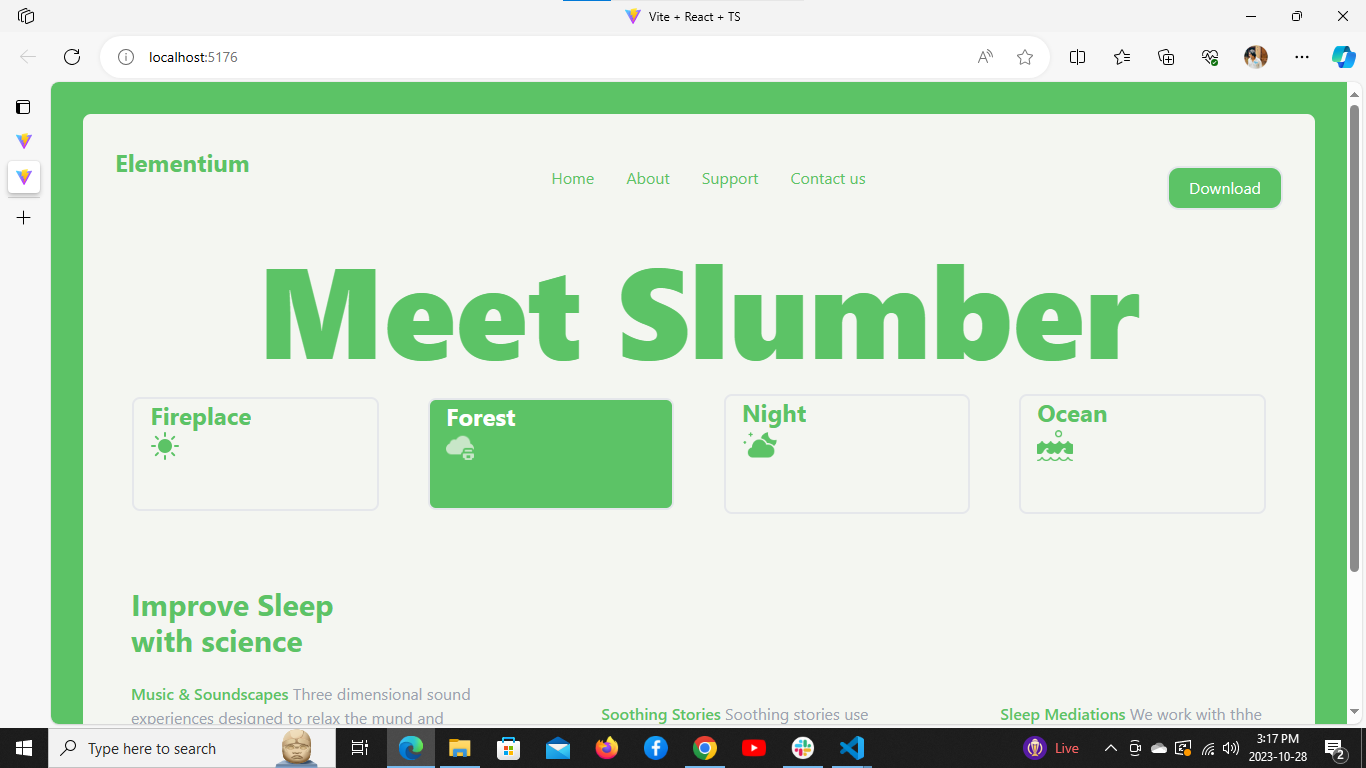 Vite + React + TS
localhost:5176
Elementium
Home About Support Contact us
Download
Meet Slumber
Fireplace
Forest
Night
Ocean
Improve Sleep
with science
Music & Soundscapes Three dimensional sound
experiences designed to relax the mund and
Soothing Stories Soothing stories use
Sleep Mediations We work with thhe
Type here to search
Live
3:17 PM
2023-10-28
2